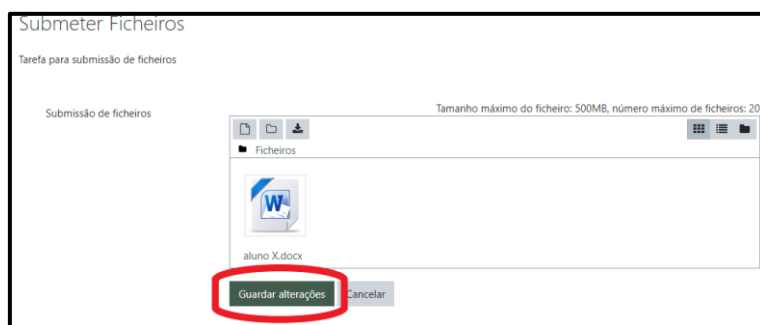 Submeter Ficheiros
Tarefa para submissão de ficheiros
Submissão de ficheiros
Tamanho máximo do ficheiro: 500MB, número máximo de ficheiros: 20
Ficheiros
W
aluno X.docx
Guardar alterações
Cancelar